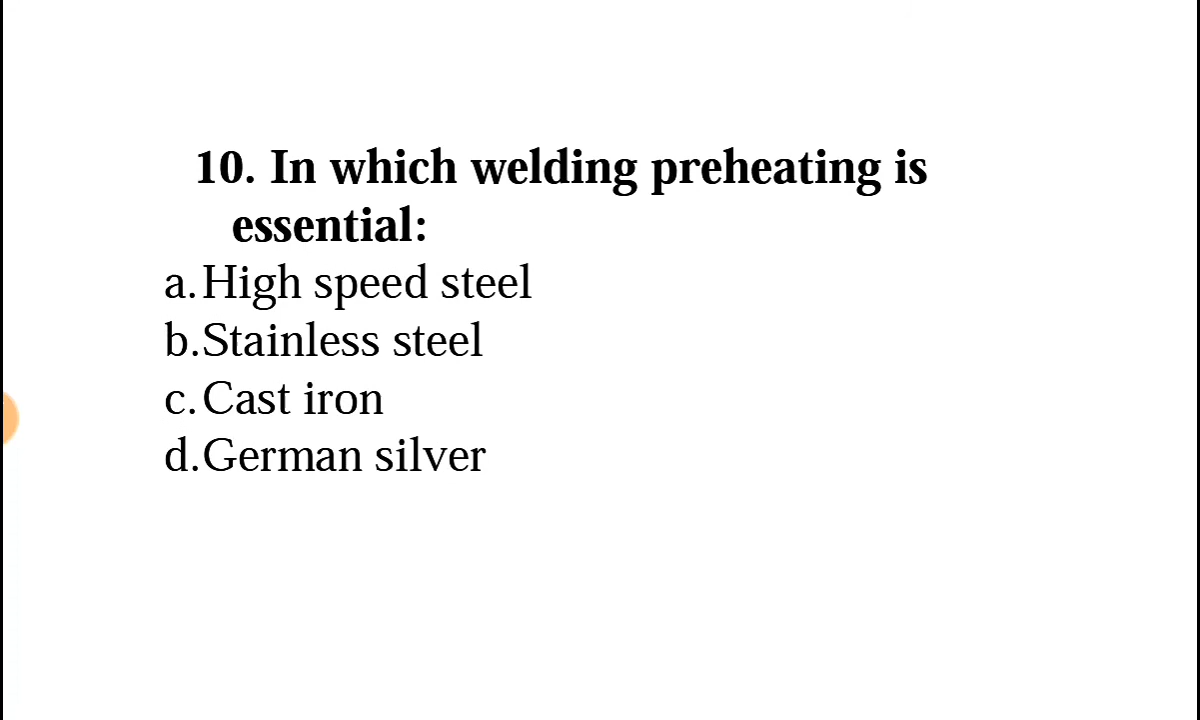 10. In which welding preheating is
essential:
a. High speed steel
b. Stainless steel
c. Cast iron
d. German silver